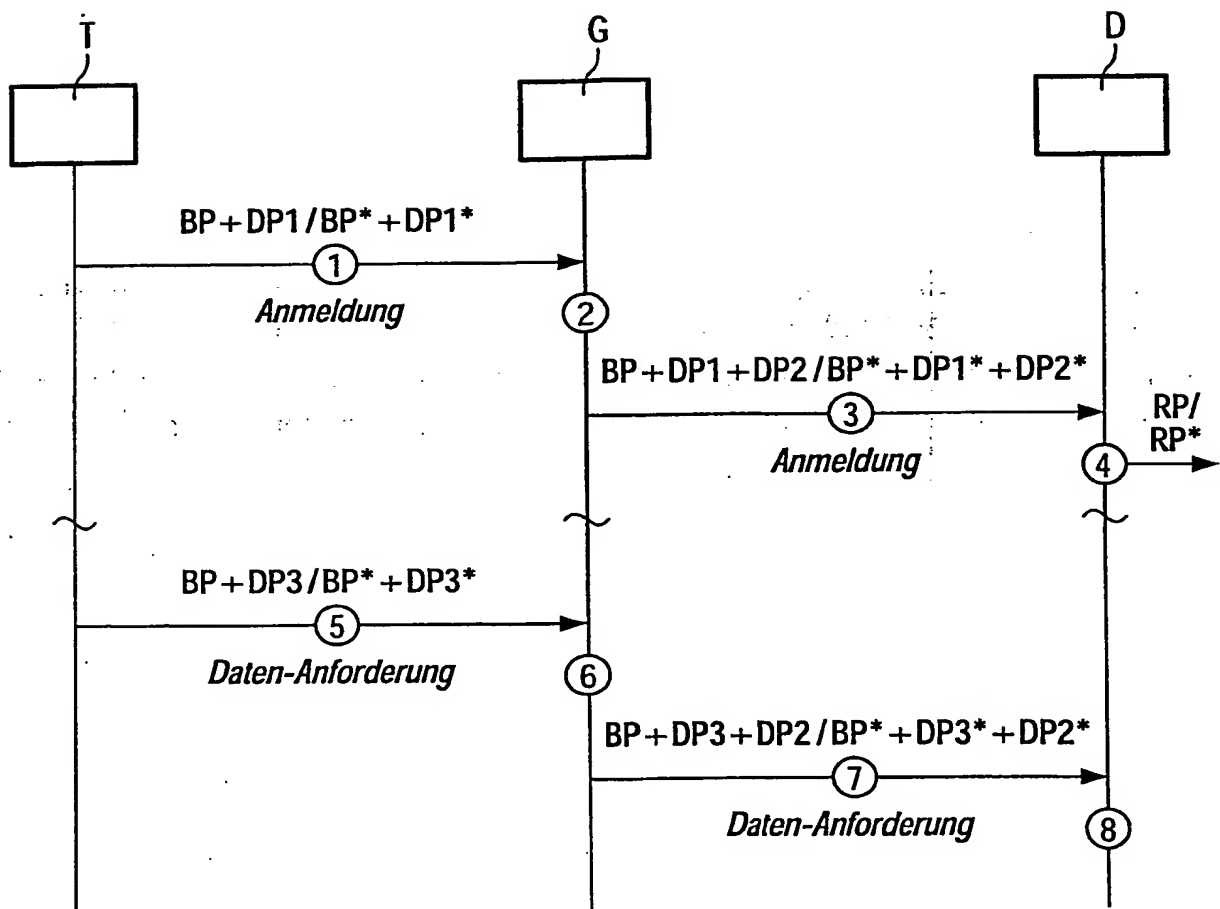 T
G
D
BP+DP1/BP*+DP1*
1
Anmeldung
2
BP+DP1+DP2/BP*+DP1*+DP2*
3
Anmeldung
RP/
RP*
4
BP+DP3/BP*+DP3*
5
Daten-Anforderung
6
BP+DP3+DP2/BP*+DP3*+DP2*
7
Daten-Anforderung
8